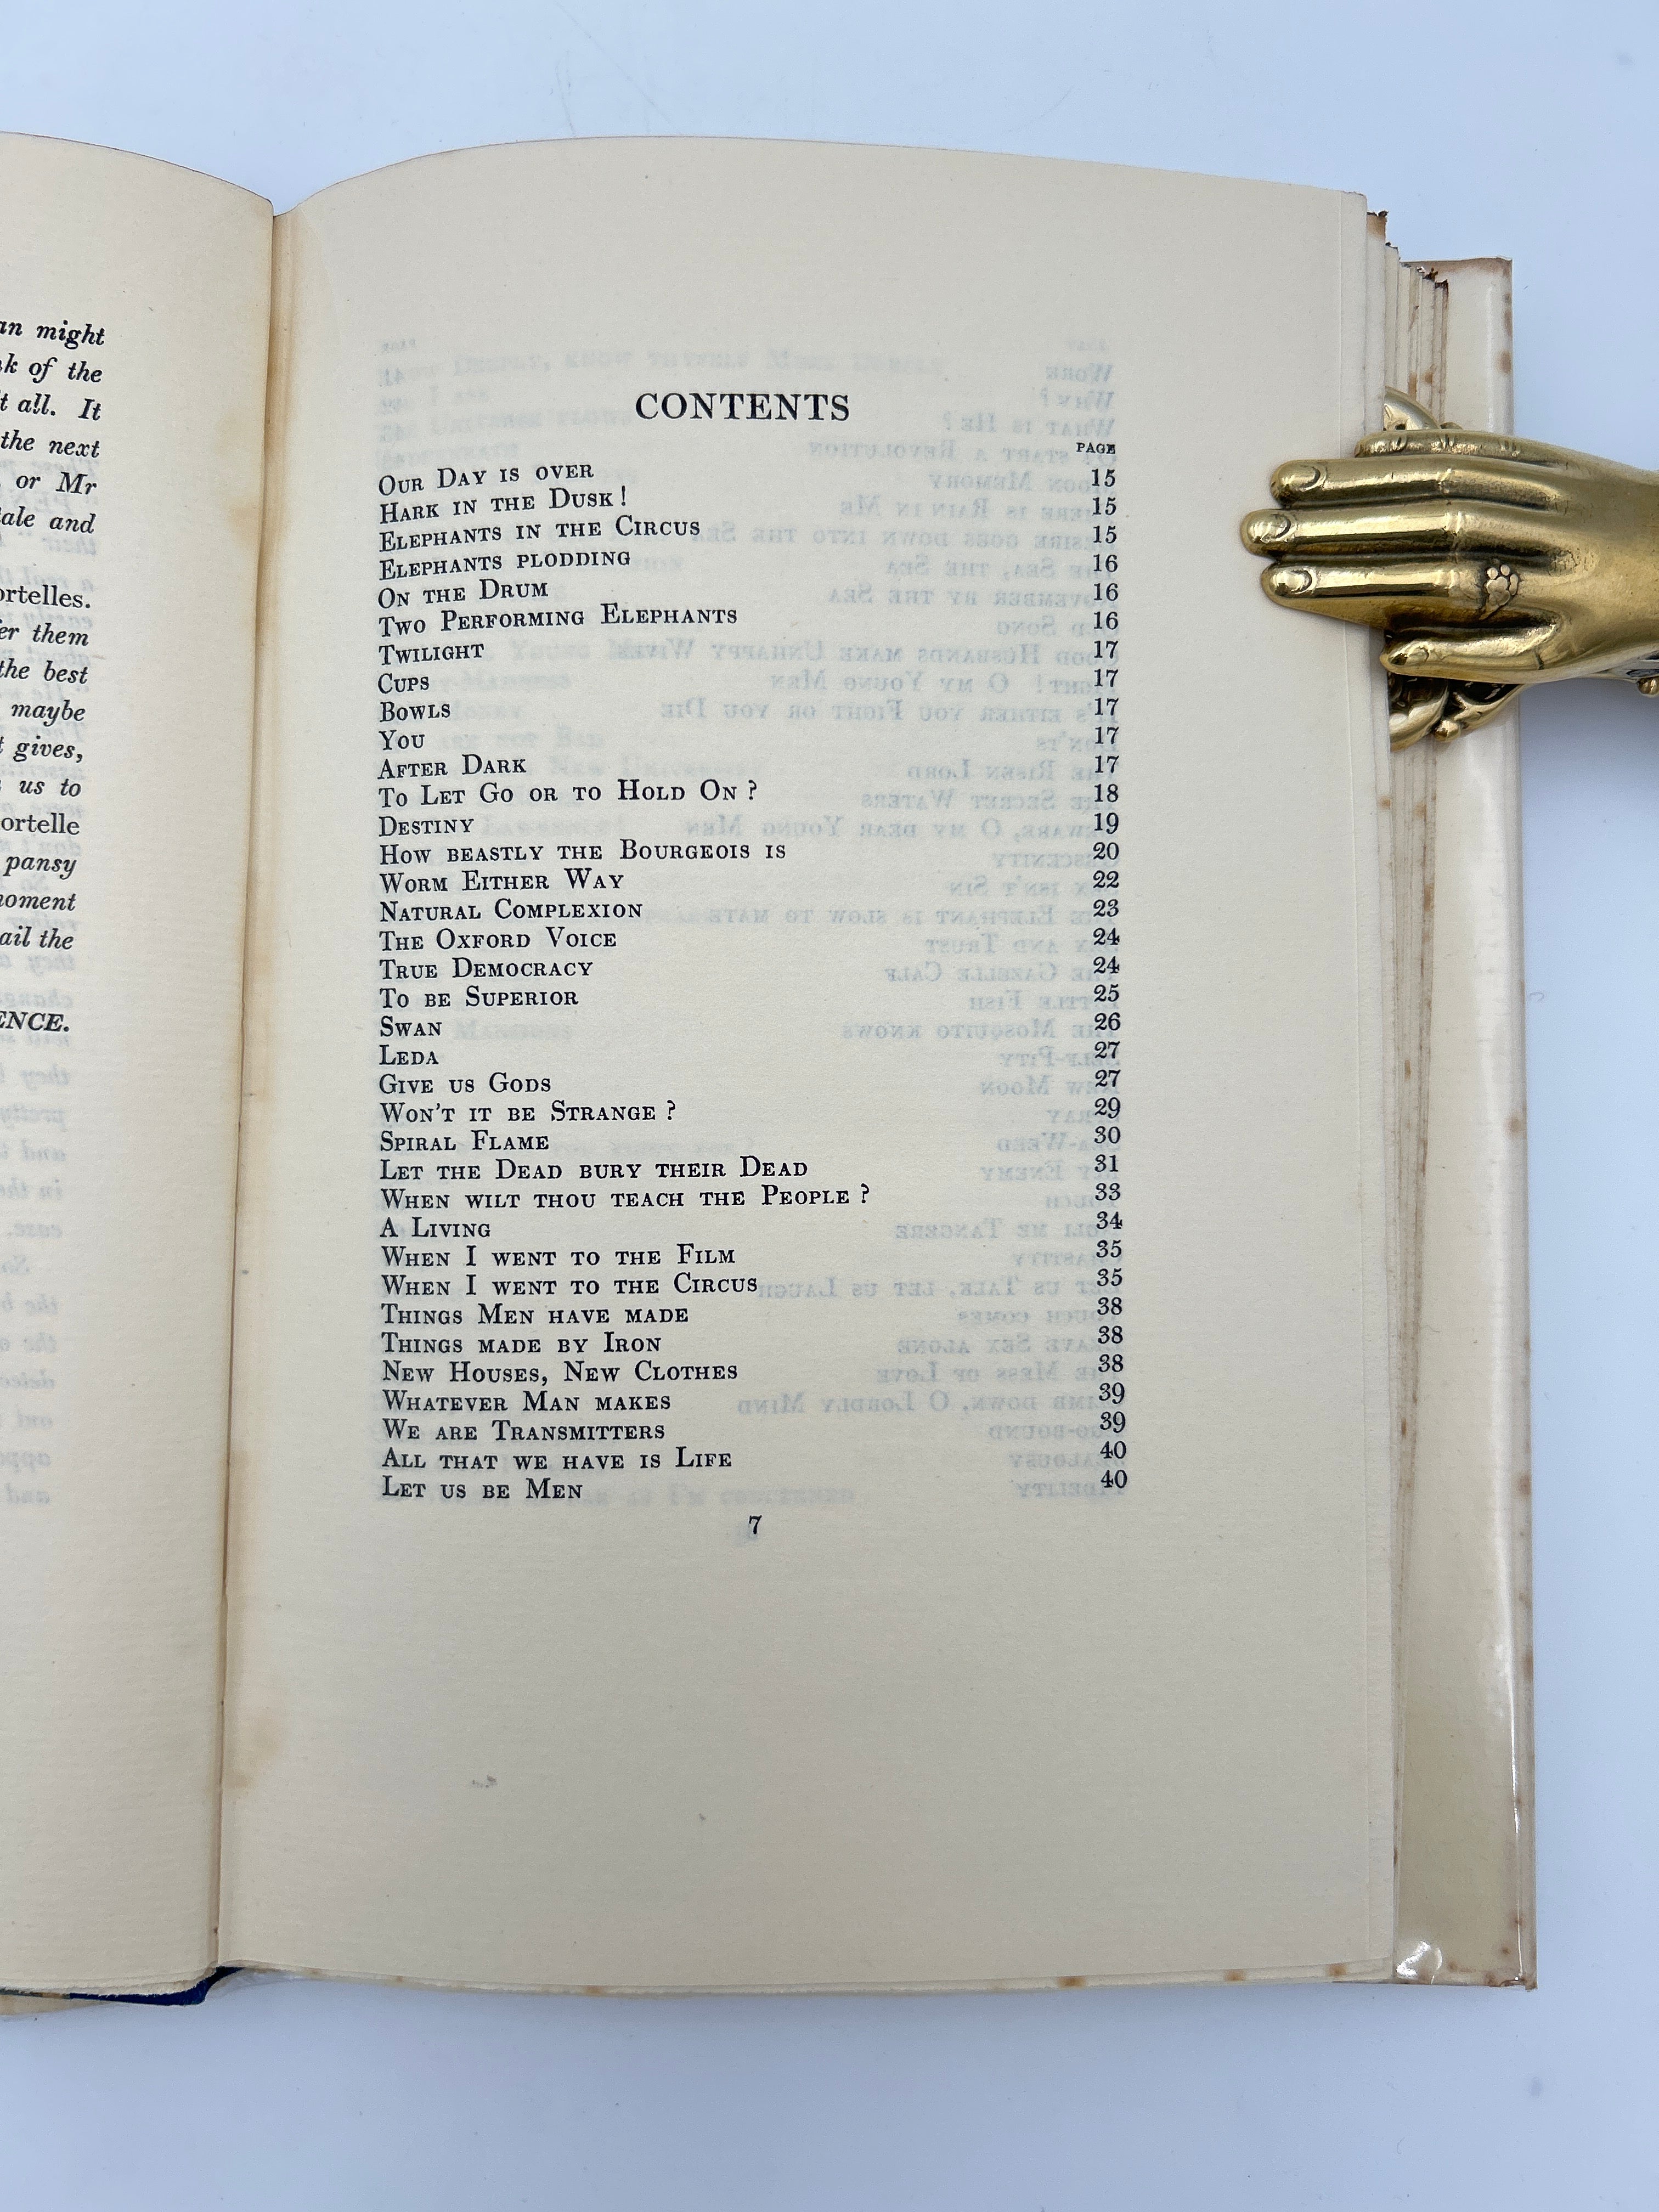 an might
k of the
t all. It
the next
, or Mr
ale and
ortelles.
er them
the best
maybe
t gives,
us to
ortelle
pansy
moment
ail the
ENCE.
CONTENTS
PAGE
OUR DAY IS OVER 15
HARK IN THE DUSK! 15
ELEPHANTS IN THE CIRCUS 15
ELEPHANTS PLODDING 16
ON THE DRUM 16
TWO PERFORMING ELEPHANTS 16
TWILIGHT 17
CUPS 17
BOWLS 17
YOU 17
AFTER DARK 17
TO LET GO OR TO HOLD ON? 18
DESTINY 19
HOW BEASTLY THE BOURGEOIS IS 20
WORM EITHER WAY 22
NATURAL COMPLEXION 23
THE OXFORD VOICE 24
TRUE DEMOCRACY 24
TO BE SUPERIOR 25
SWAN 26
LEDA 27
GIVE US GODS 27
WON'T IT BE STRANGE? 29
SPIRAL FLAME 30
LET THE DEAD BURY THEIR DEAD 31
WHEN WILT THOU TEACH THE PEOPLE? 33
A LIVING 34
WHEN I WENT TO THE FILM 35
WHEN I WENT TO THE CIRCUS 35
THINGS MEN HAVE MADE 38
THINGS MADE BY IRON 38
NEW HOUSES, NEW CLOTHES 38
WHATEVER MAN MAKES 39
WE ARE TRANSMITTERS 39
ALL THAT WE HAVE IS LIFE 40
LET US BE MEN 40
7